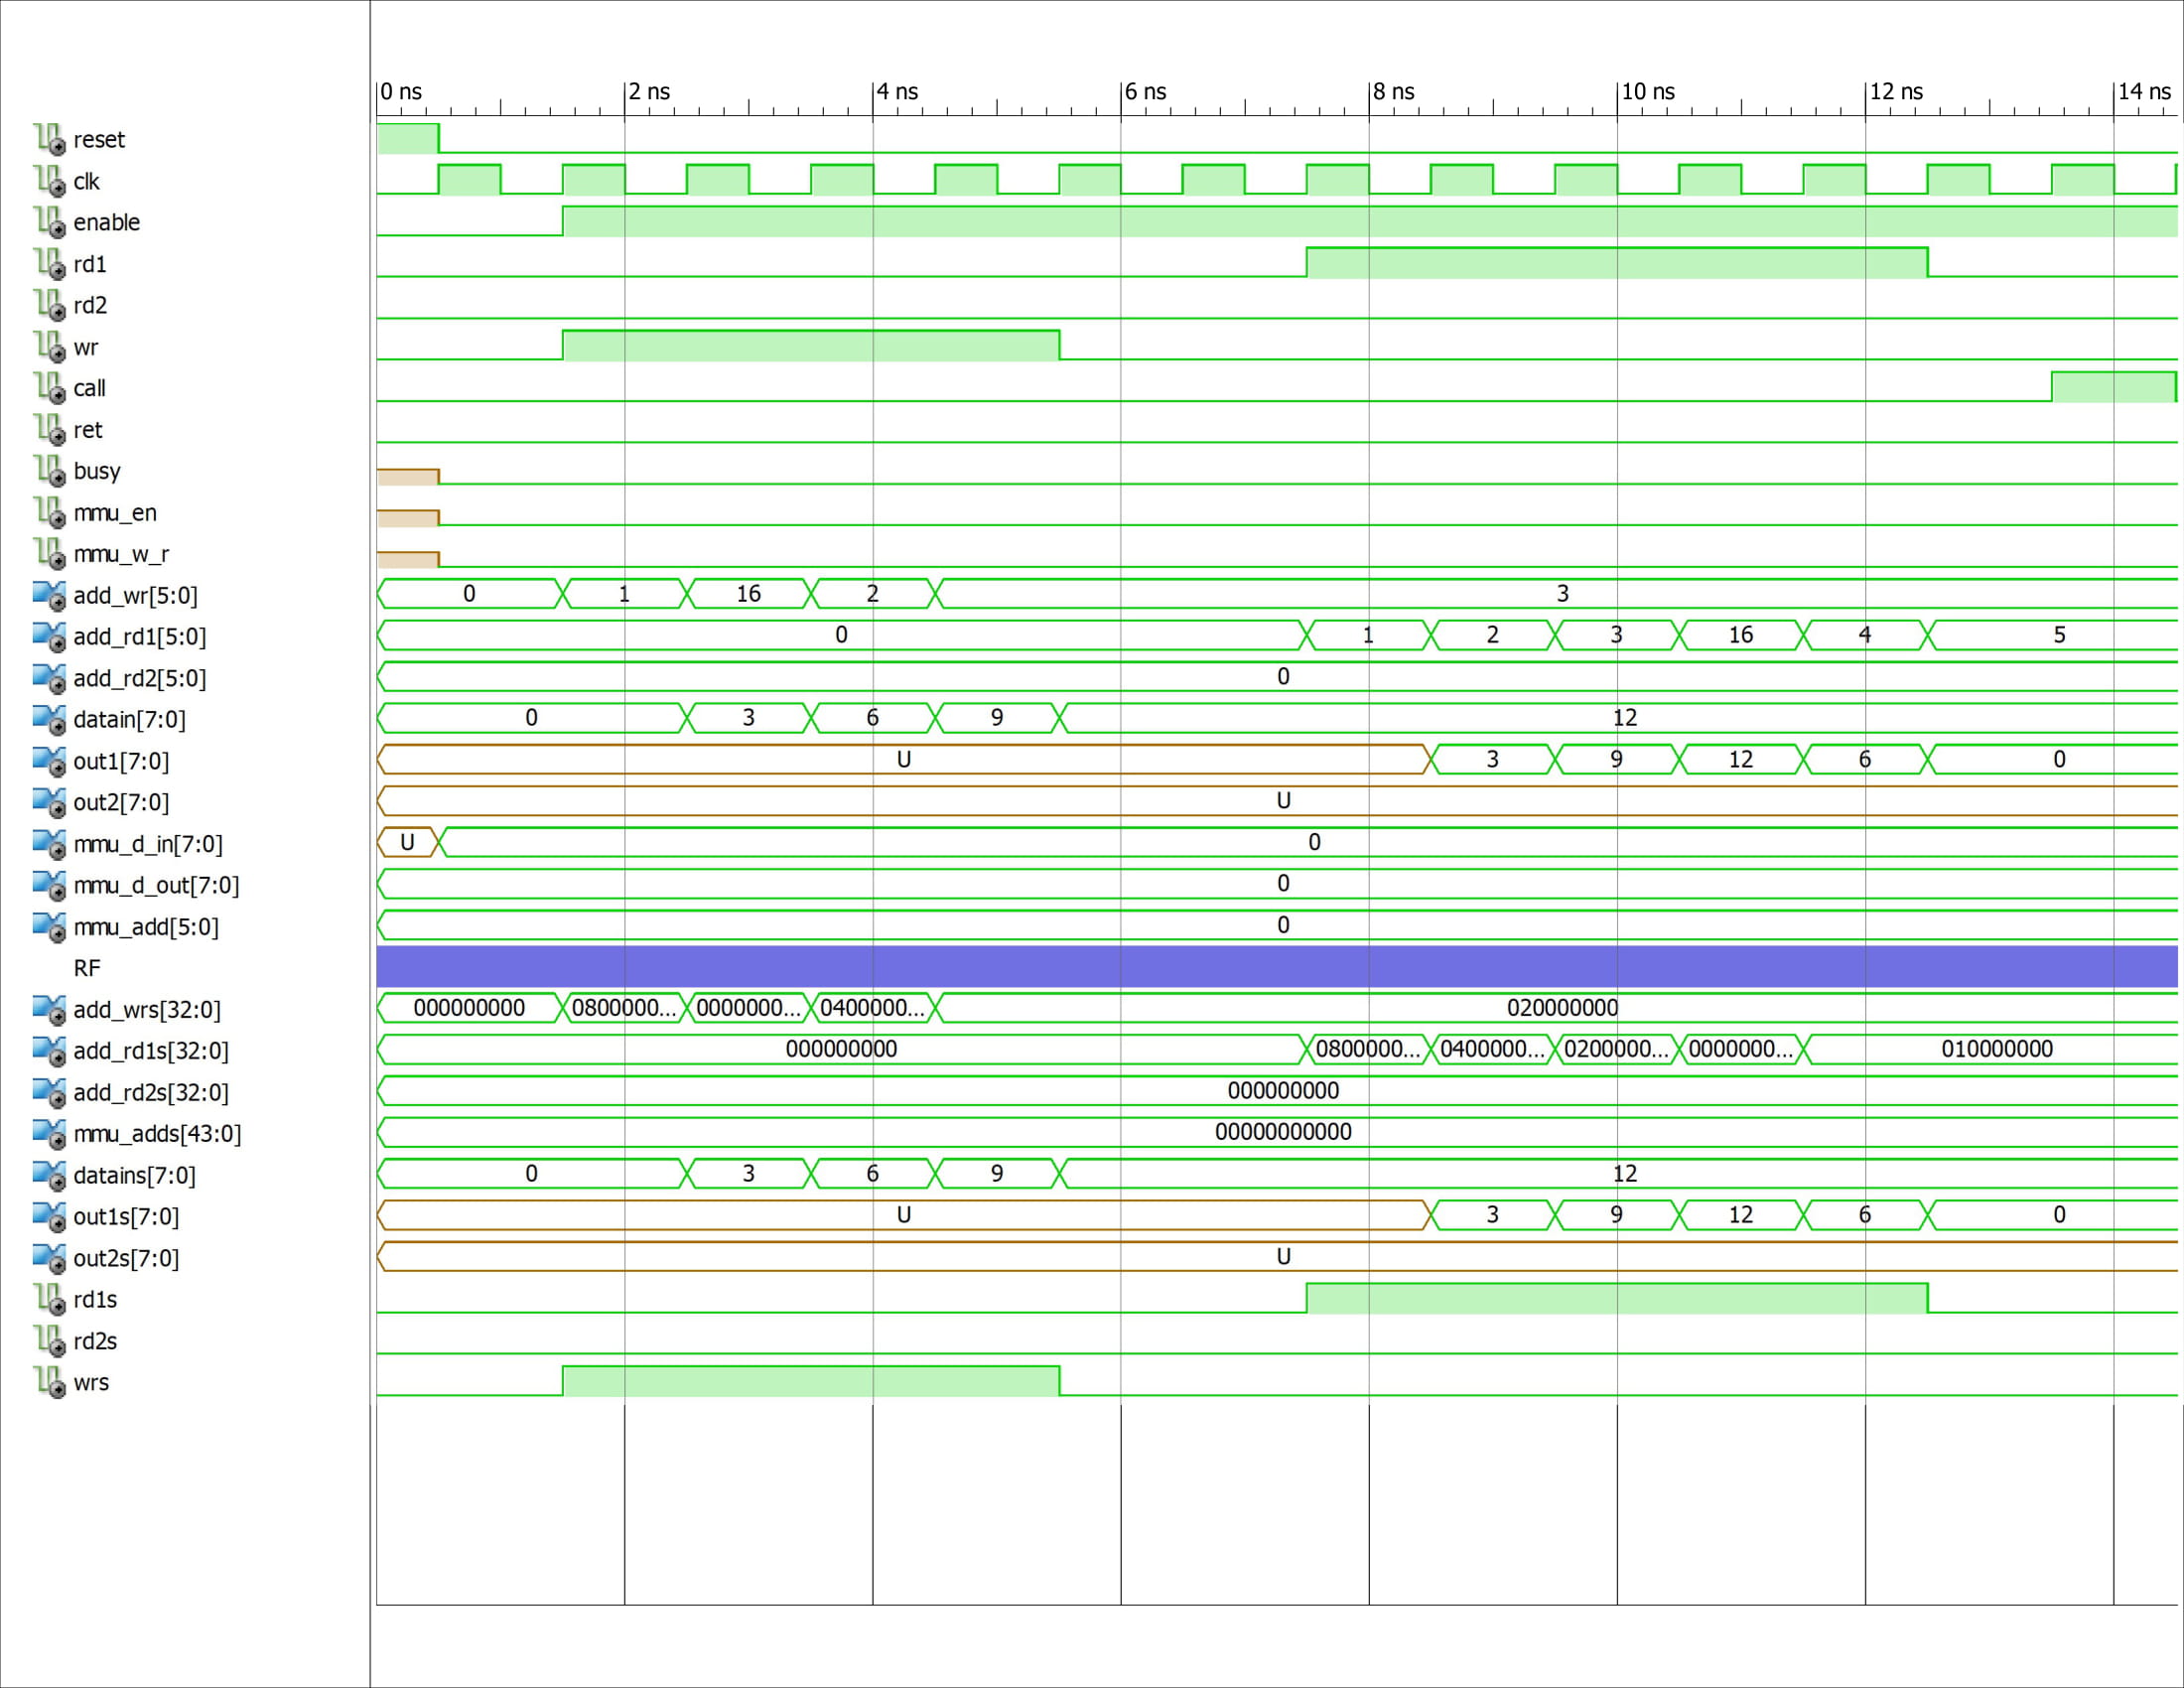 0 ns 2 ns 4 ns 6 ns 8 ns 10 ns 12 ns 14 ns
reset
clk
enable
rd1
rd2
wr
call
ret
busy
mmu_en
mmu_w_r
add_wr[5:0] 0 1 16 2 3
add_rd1[5:0] 0 1 2 3 16 4 5
add_rd2[5:0] 0
datain[7:0] 0 3 6 9 12
out1[7:0] U 3 9 12 6 0
out2[7:0] U
mmu_d_in[7:0] U 0
mmu_d_out[7:0] 0
mmu_add[5:0] 0
RF
add_wrs[32:0] 000000000 0800000... 0000000... 0400000... 020000000
add_rd1s[32:0] 000000000 0800000... 0400000... 0200000... 0000000... 010000000
add_rd2s[32:0] 000000000
mmu_adds[43:0] 00000000000
datains[7:0] 0 3 6 9 12
out1s[7:0] U 3 9 12 6 0
out2s[7:0] U
rd1s
rd2s
wrs